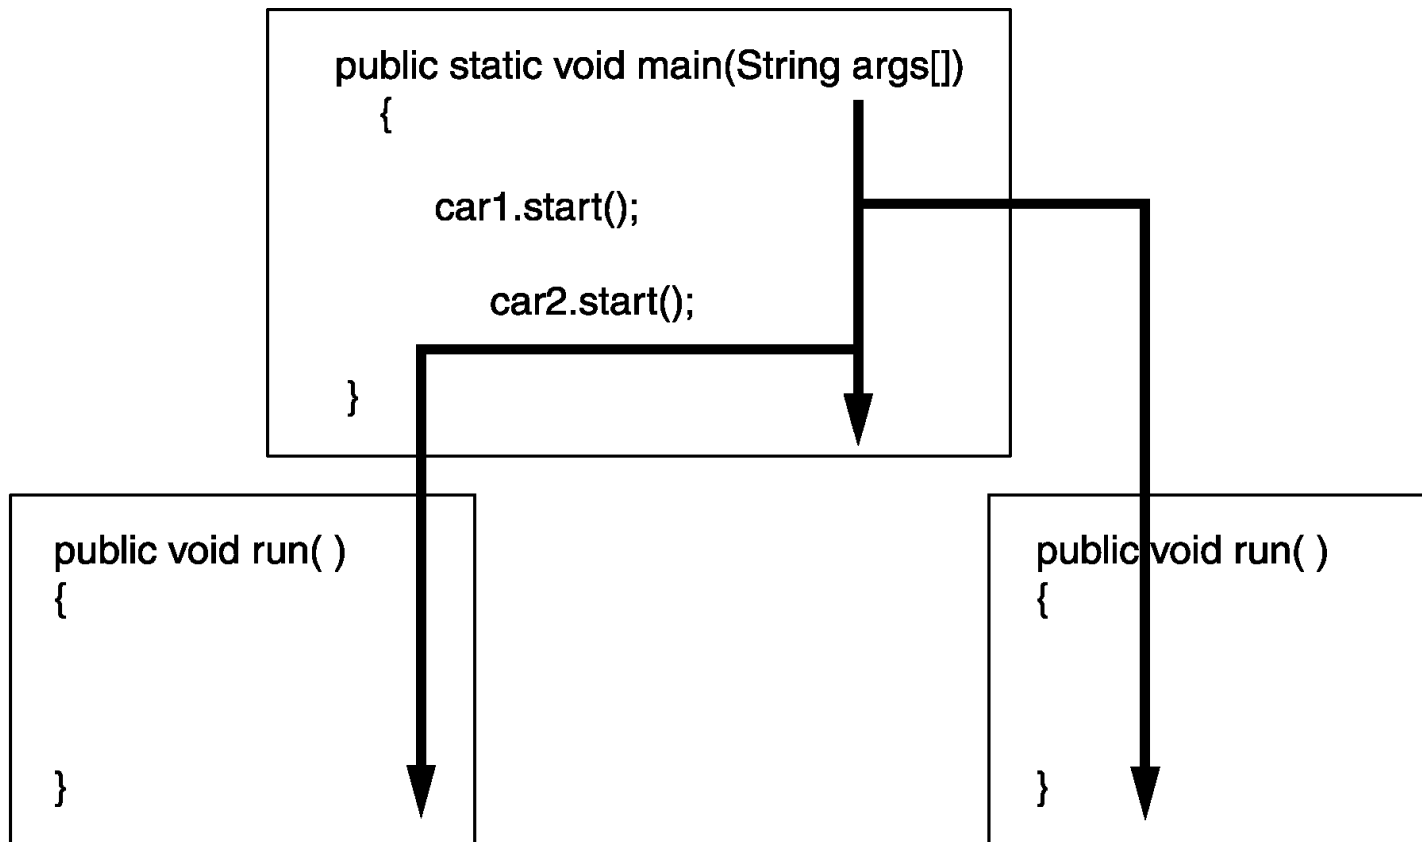 public static void main(String args[])
{
car1.start();
car2.start();
}
public void run( )
{
}
public void run( )
{
}